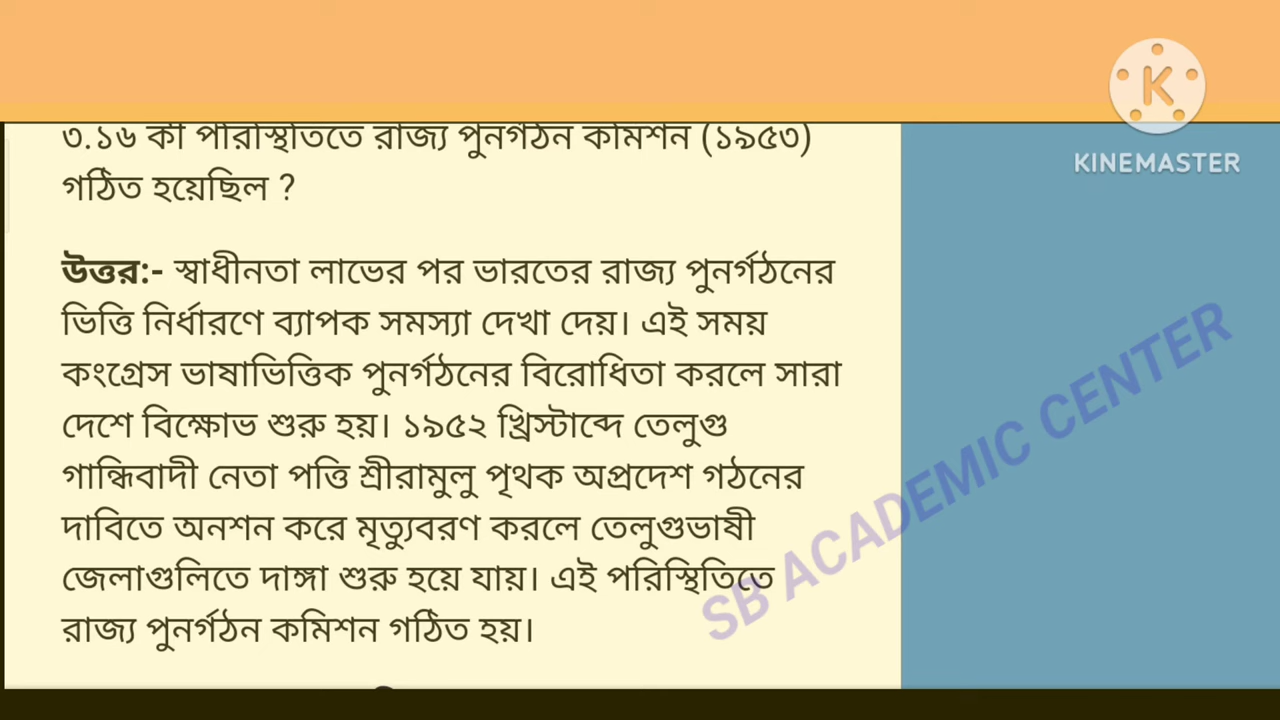 KINEMASTER
৩.১৬ কী পরিস্থিতিতে রাজ্য পুনর্গঠন কমিশন (১৯৫৩)
গঠিত হয়েছিল ?
উত্তর:- স্বাধীনতা লাভের পর ভারতের রাজ্য পুনর্গঠনের
ভিত্তি নির্ধারণে ব্যাপক সমস্যা দেখা দেয়। এই সময়
কংগ্রেস ভাষাভিত্তিক পুনর্গঠনের বিরোধিতা করলে সারা
দেশে বিক্ষোভ শুরু হয়। ১৯৫২ খ্রিস্টাব্দে তেলুগু
গান্ধিবাদী নেতা পত্তি শ্রীরামুলু পৃথক অপ্রদেশ গঠনের
দাবিতে অনশন করে মৃত্যুবরণ করলে তেলুগুভাষী
জেলাগুলিতে দাঙ্গা শুরু হয়ে যায়। এই পরিস্থিতিতে
রাজ্য পুনর্গঠন কমিশন গঠিত হয়।
SB ACADEMIC CENTER